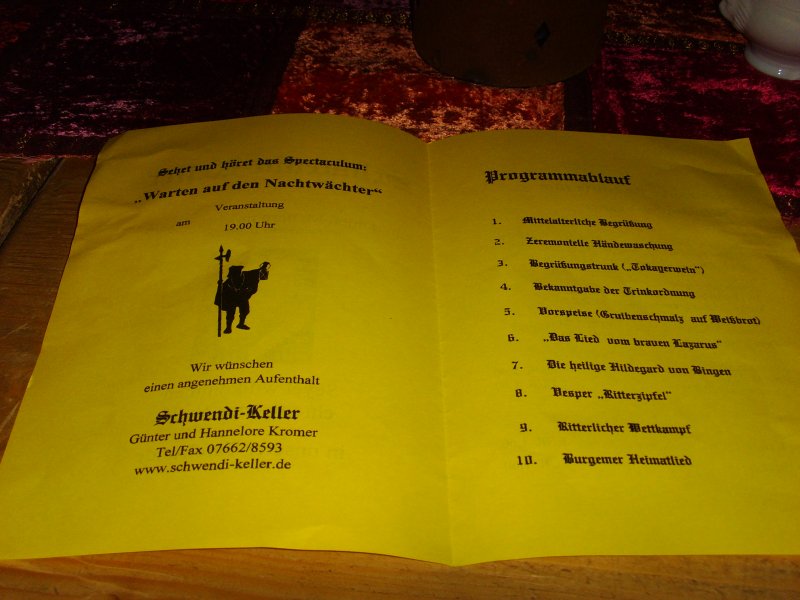 Sehet und höret das Spectaculum:
„Warten auf den Nachtwächter“
Veranstaltung
am 19.00 Uhr
Wir wünschen
einen angenehmen Aufenthalt
Schwendi-Keller
Günter und Hannelore Kromer
Tel/Fax 07662/8593
www.schwendi-keller.de
Programmablauf
1. Mittelalterliche Begrüßung
2. Zeremonielle Händewaschung
3. Begrüßungstrunk („Tokayerwein“)
4. Bekanntgabe der Trinkordnung
5. Vorspeise (Gruibenschmalz auf Weißbrot)
6. „Das Lied vom braven Lazarus“
7. Die heilige Hildegard von Bingen
8. Vesper „Ritterzipfel“
9. Ritterlicher Wettkampf
10. Burgemer Heimatlied